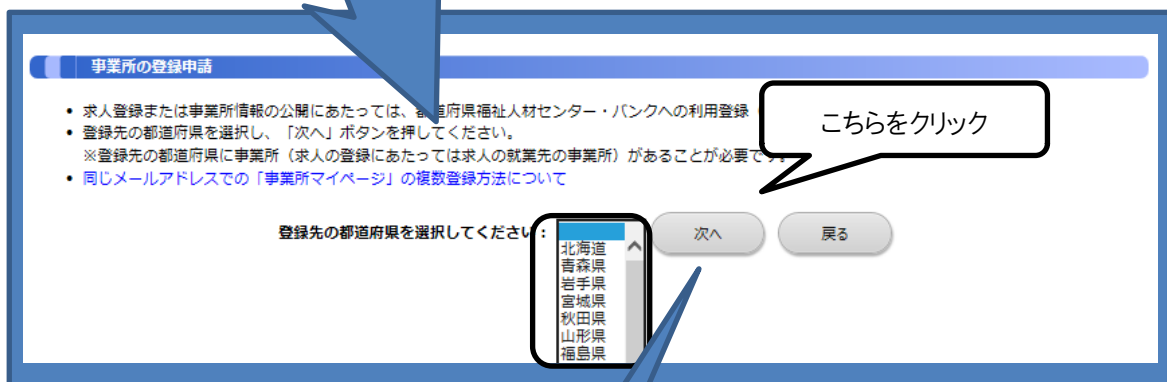 事業所の登録申請
• 求人登録または事業所情報の公開にあたっては、 道府県福祉人材センター・バンクへの利用登録
• 登録先の都道府県を選択し、「次へ」ボタンを押してください。
※登録先の都道府県に事業所（求人の登録にあたっては求人の就業先の事業所）があることが必要です。
• 同じメールアドレスでの「事業所マイページ」の複数登録方法について
こちらをクリック
登録先の都道府県を選択してください： 次へ 戻る
北海道
青森県
岩手県
宮城県
秋田県
山形県
福島県